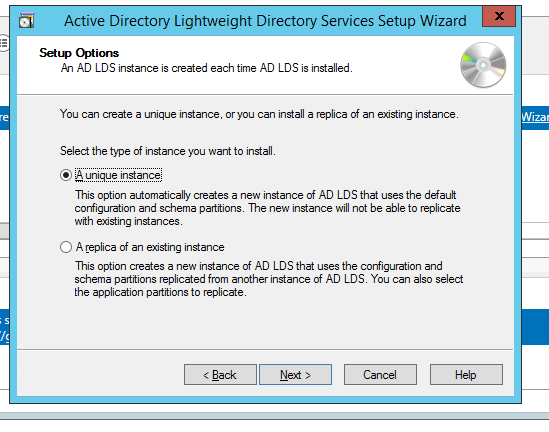 Active Directory Lightweight Directory Services Setup Wizard
x
Setup Options
An AD LDS instance is created each time AD LDS is installed.
You can create a unique instance, or you can install a replica of an existing instance.
Wizar
re
Select the type of instance you want to install.
A unique instance
This option automatically creates a new instance of AD LDS that uses the default
configuration and schema partitions. The new instance will not be able to replicate
with existing instances.
A replica of an existing instance
This option creates a new instance of AD LDS that uses the configuration and
schema partitions replicated from another instance of AD LDS. You can also select
the application partitions to replicate.
< Back
Next >
Cancel
Help